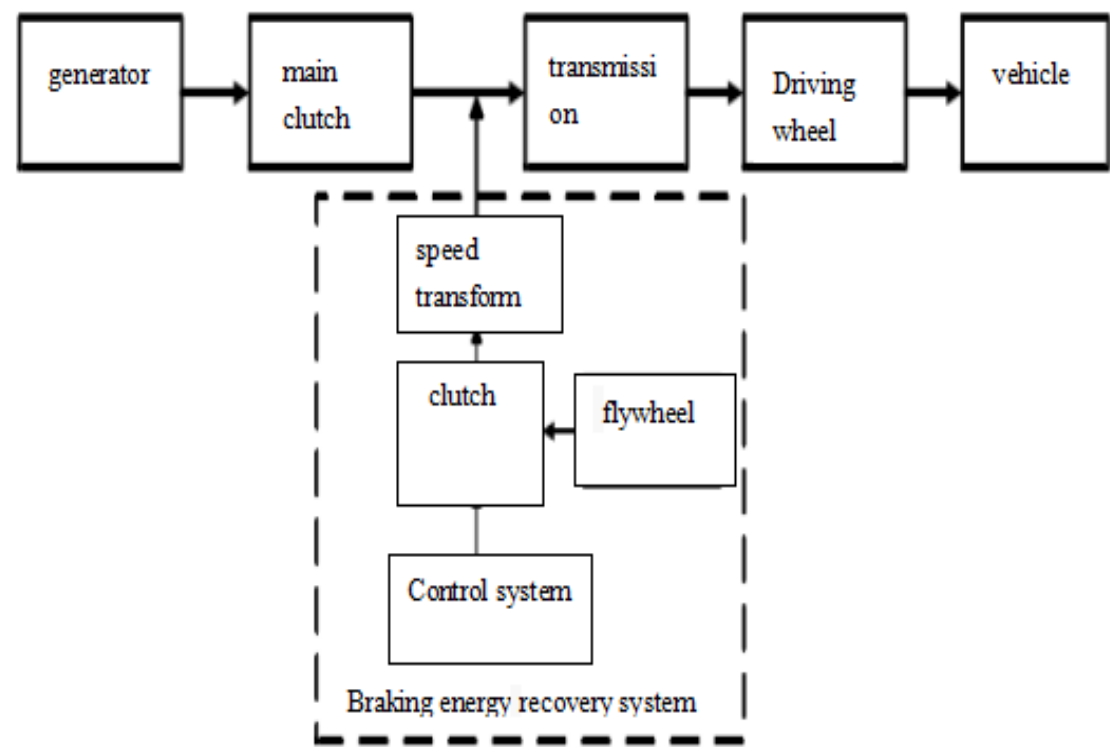 generator
main
clutch
transmissi
on
Driving
wheel
vehicle
speed
transform
clutch
flywheel
Control system
Braking energy recovery system